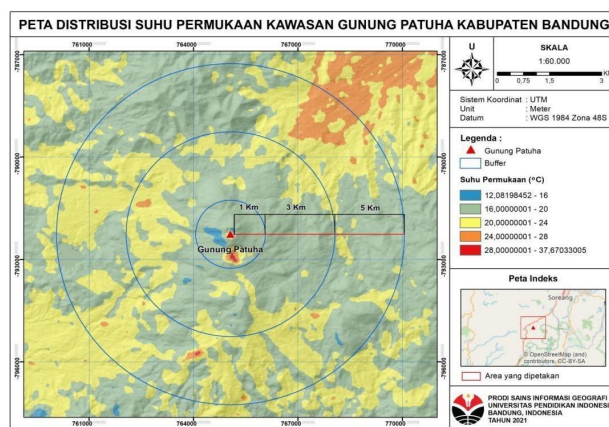 PETA DISTRIBUSI SUHU PERMUKAAN KAWASAN GUNUNG PATUHA KABUPATEN BANDUNG
761000 764000 767000 770000
-787000
-790000
-793000
-796000
1 Km 3 Km 5 Km
Gunung Patuha
761000 764000 767000 770000
U
SKALA
1:60.000
0 0,75 1,5 3
Sistem Koordinat : UTM
Unit : Meter
Datum : WGS 1984 Zona 48S
Legenda :
Gunung Patuha
Buffer
Suhu Permukaan (°C)
12,08198452 - 16
16,00000001 - 20
20,00000001 - 24
24,00000001 - 28
28,00000001 - 37,67033005
Peta Indeks
Soreang
© OpenStreetMap (and)
contributors, CC-BY-SA
Area yang dipetakan
PRODI SAINS INFORMASI GEOGRAFI
UNIVERSITAS PENDIDIKAN INDONESI
BANDUNG, INDONESIA
TAHUN 2021